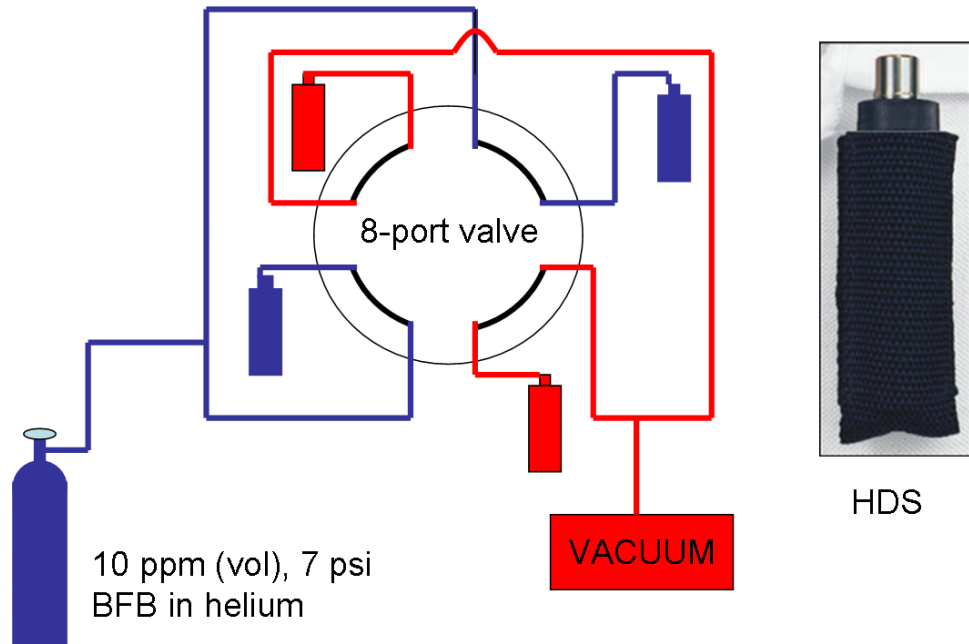 8-port valve
HDS
VACUUM
10 ppm (vol), 7 psi
BFB in helium